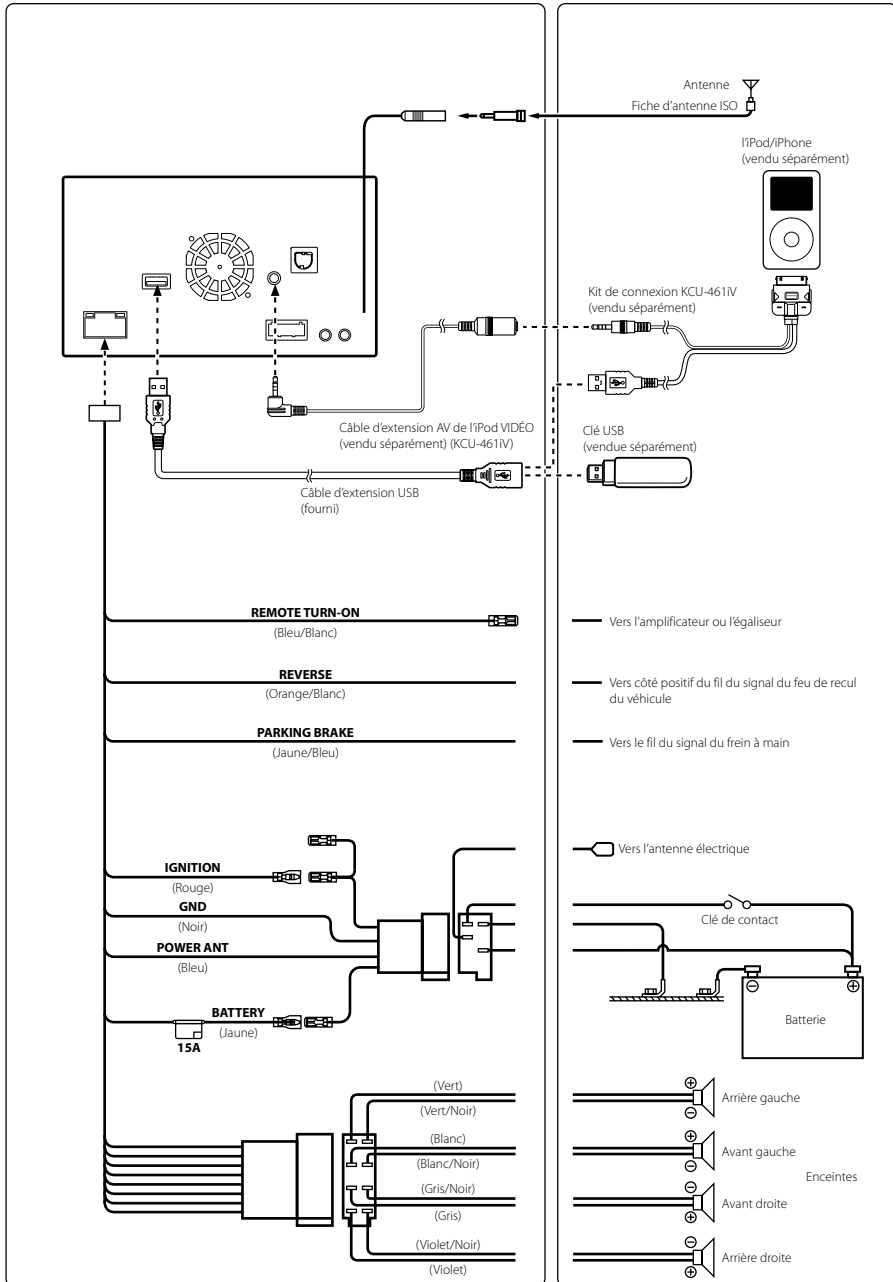 Antenne
Fiche d'antenne ISO
l'iPod/iPhone
(vendu séparément)
Kit de connexion KCU-461iV
(vendu séparément)
Câble d'extension AV de l'iPod VIDÉO
(vendu séparément) (KCU-461iV)
Clé USB
(vendue séparément)
Câble d'extension USB
(fourni)
REMOTE TURN-ON
(Bleu/Blanc)
Vers l'amplificateur ou l'égaliseur
REVERSE
(Orange/Blanc)
Vers côté positif du fil du signal du feu de recul
du véhicule
PARKING BRAKE
(Jaune/Bleu)
Vers le fil du signal du frein à main
Vers l'antenne électrique
IGNITION
(Rouge)
GND
(Noir)
Clé de contact
POWER ANT
(Bleu)
BATTERY
(Jaune)
15A
⊖
⊕
Batterie
(Vert)
(Vert/Noir)
⊕
⊖
Arrière gauche
(Blanc)
(Blanc/Noir)
⊕
⊖
Avant gauche
Enceintes
(Gris/Noir)
(Gris)
⊖
⊕
Avant droite
(Violet/Noir)
(Violet)
⊖
⊕
Arrière droite